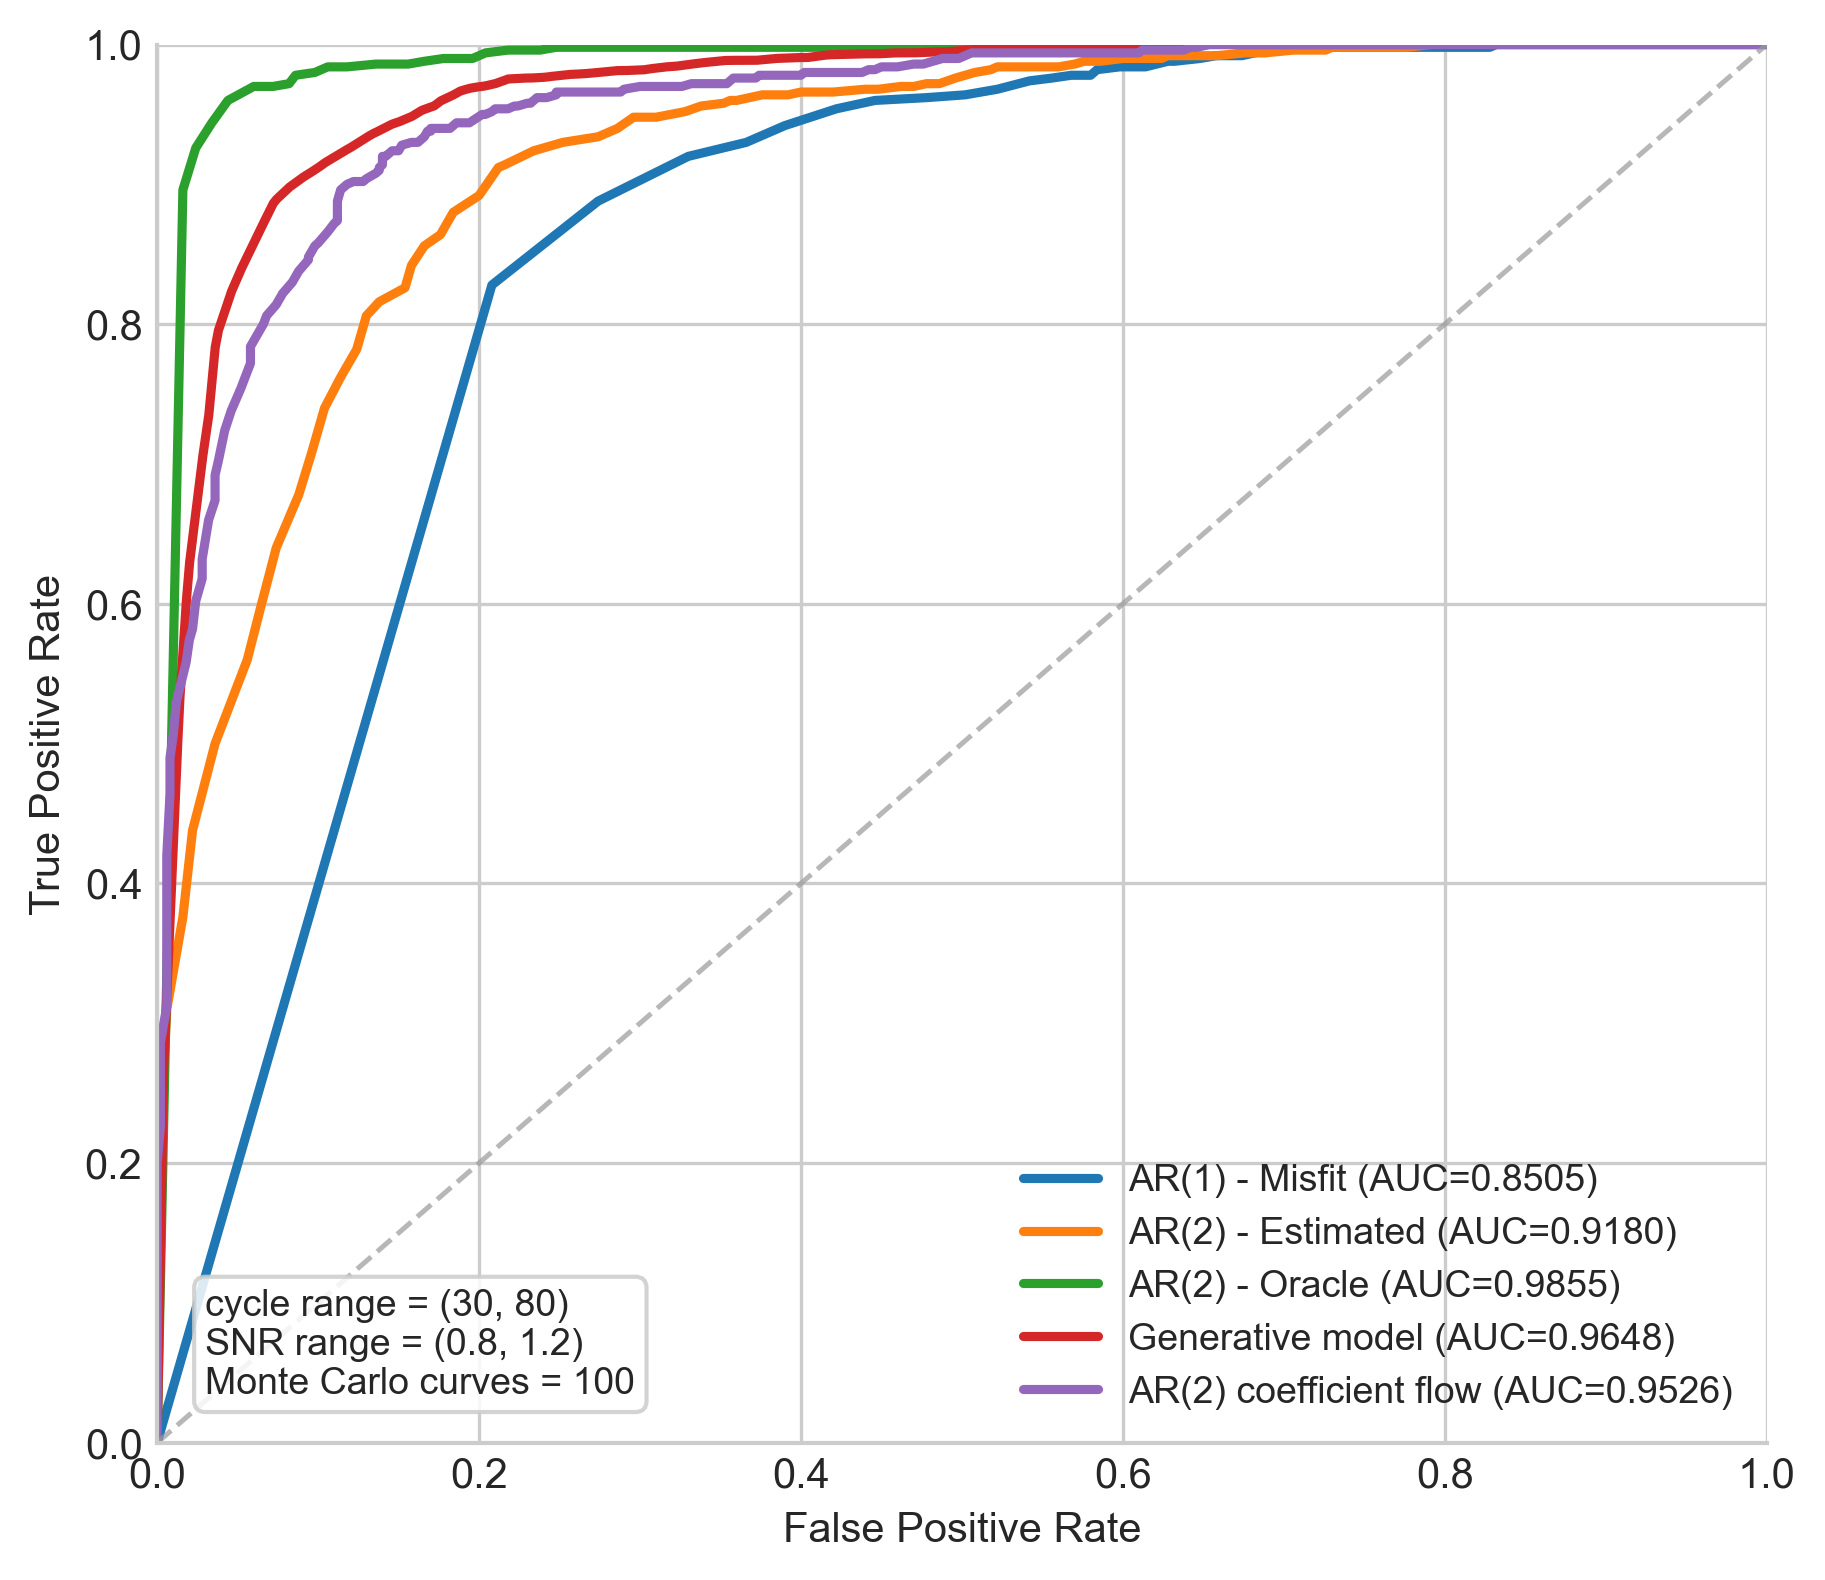 1.0
0.8
0.6
0.4
0.2
0.0
True Positive Rate
AR(1) - Misfit (AUC=0.8505)
AR(2) - Estimated (AUC=0.9180)
AR(2) - Oracle (AUC=0.9855)
Generative model (AUC=0.9648)
AR(2) coefficient flow (AUC=0.9526)
cycle range = (30, 80)
SNR range = (0.8, 1.2)
Monte Carlo curves = 100
0.0 0.2 0.4 0.6 0.8 1.0
False Positive Rate